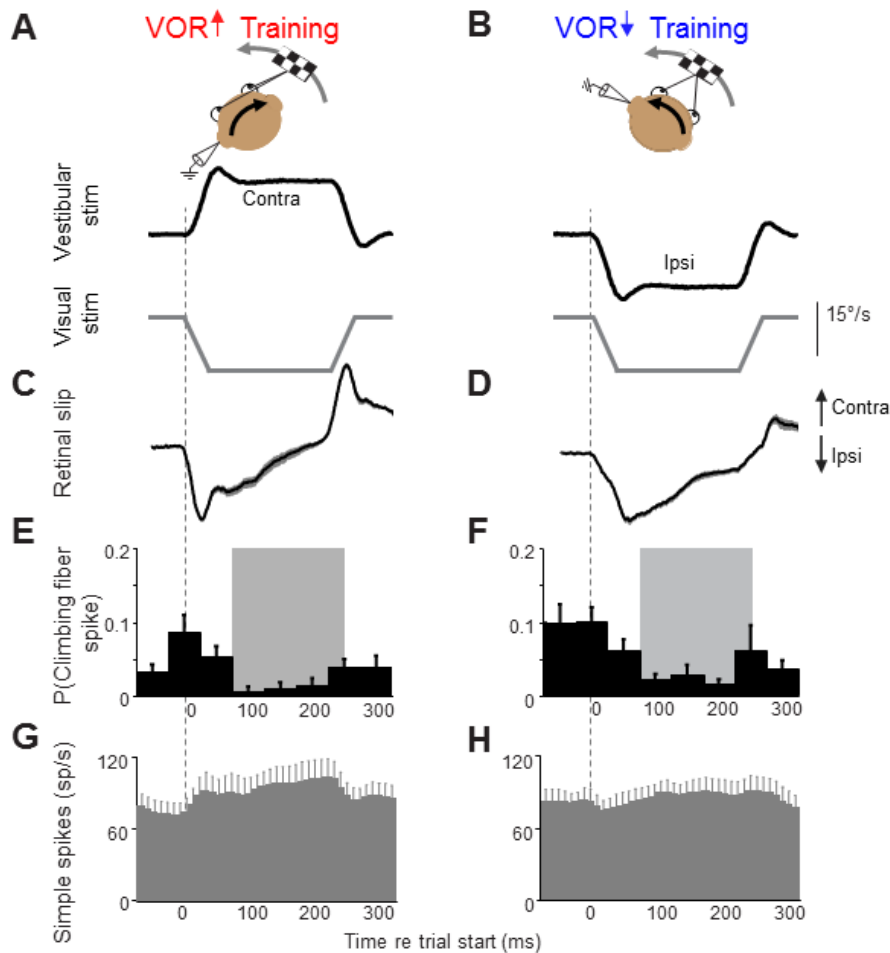 A
VOR↑ Training
B
VOR↓ Training
Vestibular
stim
Contra
Ipsi
Visual
stim
15°/s
C
D
Retinal slip
Contra
Ipsi
E
F
P(Climbing fiber
spike)
0.2
0.1
0
0 100 200 300
0.2
0.1
0
0 100 200 300
G
H
Simple spikes (sp/s)
120
60
0
0 100 200 300
120
60
0
0 100 200 300
Time re trial start (ms)